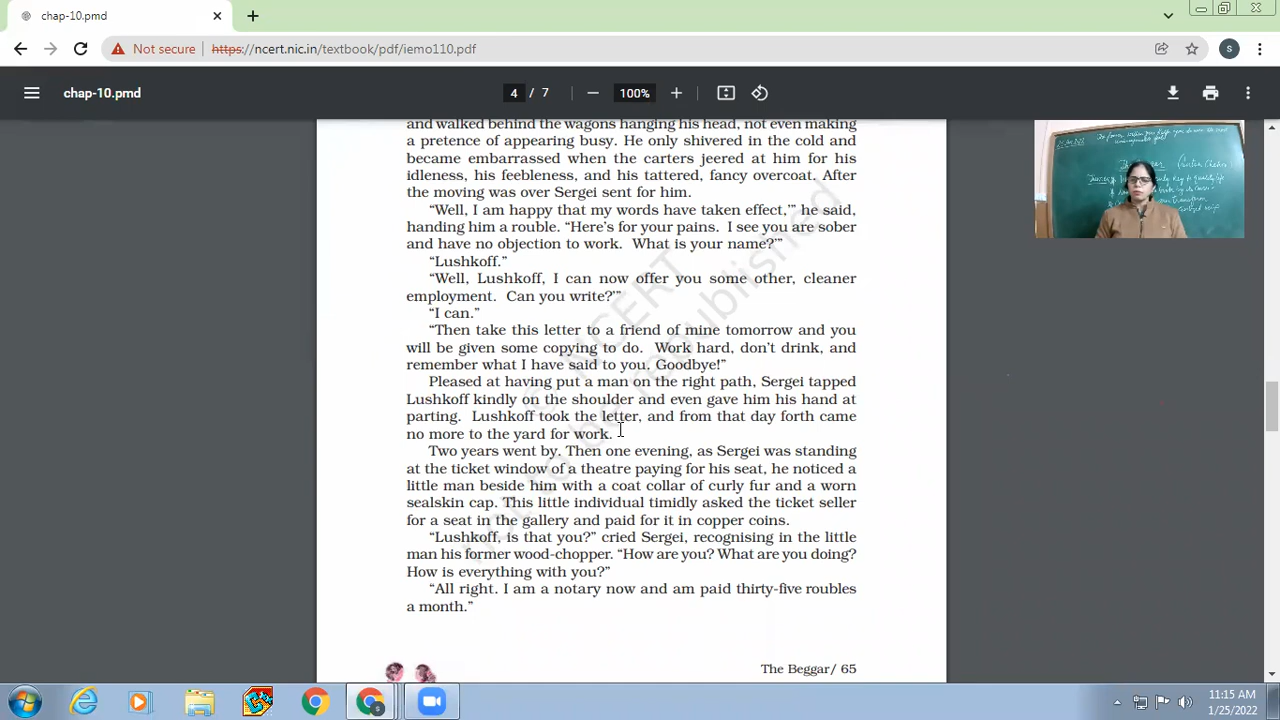 chap-10.pmd
Not secure https://ncert.nic.in/textbook/pdf/iemo110.pdf
S
chap-10.pmd
4 / 7
100%
and walked behind the wagons hanging his head, not even making
a pretence of appearing busy. He only shivered in the cold and
became embarrassed when the carters jeered at him for his
idleness, his feebleness, and his tattered, fancy overcoat. After
the moving was over Sergei sent for him.
“Well, I am happy that my words have taken effect,’” he said,
handing him a rouble. “Here’s for your pains. I see you are sober
and have no objection to work. What is your name?’”
“Lushkoff.”
“Well, Lushkoff, I can now offer you some other, cleaner
employment. Can you write?’”
“I can.”
“Then take this letter to a friend of mine tomorrow and you
will be given some copying to do. Work hard, don’t drink, and
remember what I have said to you. Goodbye!”
Pleased at having put a man on the right path, Sergei tapped
Lushkoff kindly on the shoulder and even gave him his hand at
parting. Lushkoff took the letter, and from that day forth came
no more to the yard for work.
Two years went by. Then one evening, as Sergei was standing
at the ticket window of a theatre paying for his seat, he noticed a
little man beside him with a coat collar of curly fur and a worn
sealskin cap. This little individual timidly asked the ticket seller
for a seat in the gallery and paid for it in copper coins.
“Lushkoff, is that you?” cried Sergei, recognising in the little
man his former wood-chopper. “How are you? What are you doing?
How is everything with you?”
“All right. I am a notary now and am paid thirty-five roubles
a month.”
The Beggar/ 65
© NCERT
not to be republished
11:15 AM
1/25/2022